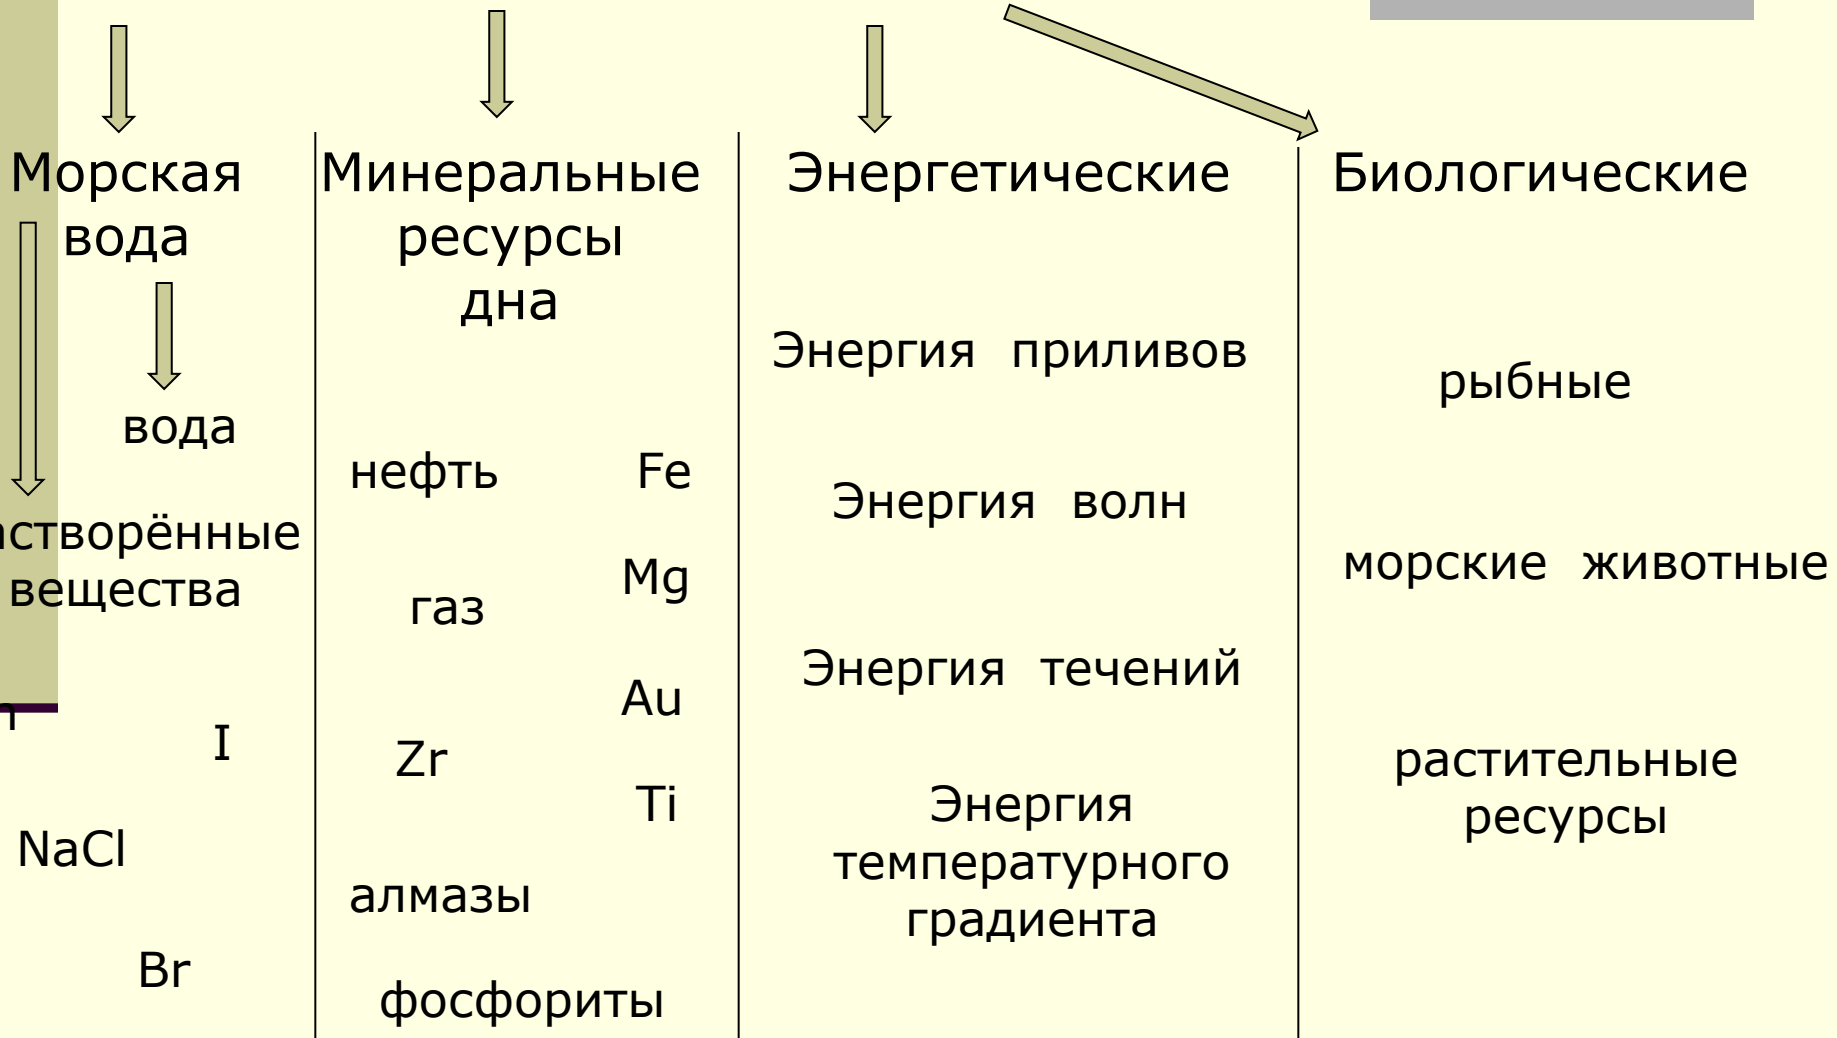 Морская
вода
вода
вещества
I
NaCl
Br
Минеральные
ресурсы
дна
нефть
Fe
Mg
газ
Au
Zr
Ti
алмазы
фосфориты
Энергетические
Энергия приливов
Энергия волн
Энергия течений
Энергия
температурного
градиента
Биологические
рыбные
морские животные
растительные
ресурсы